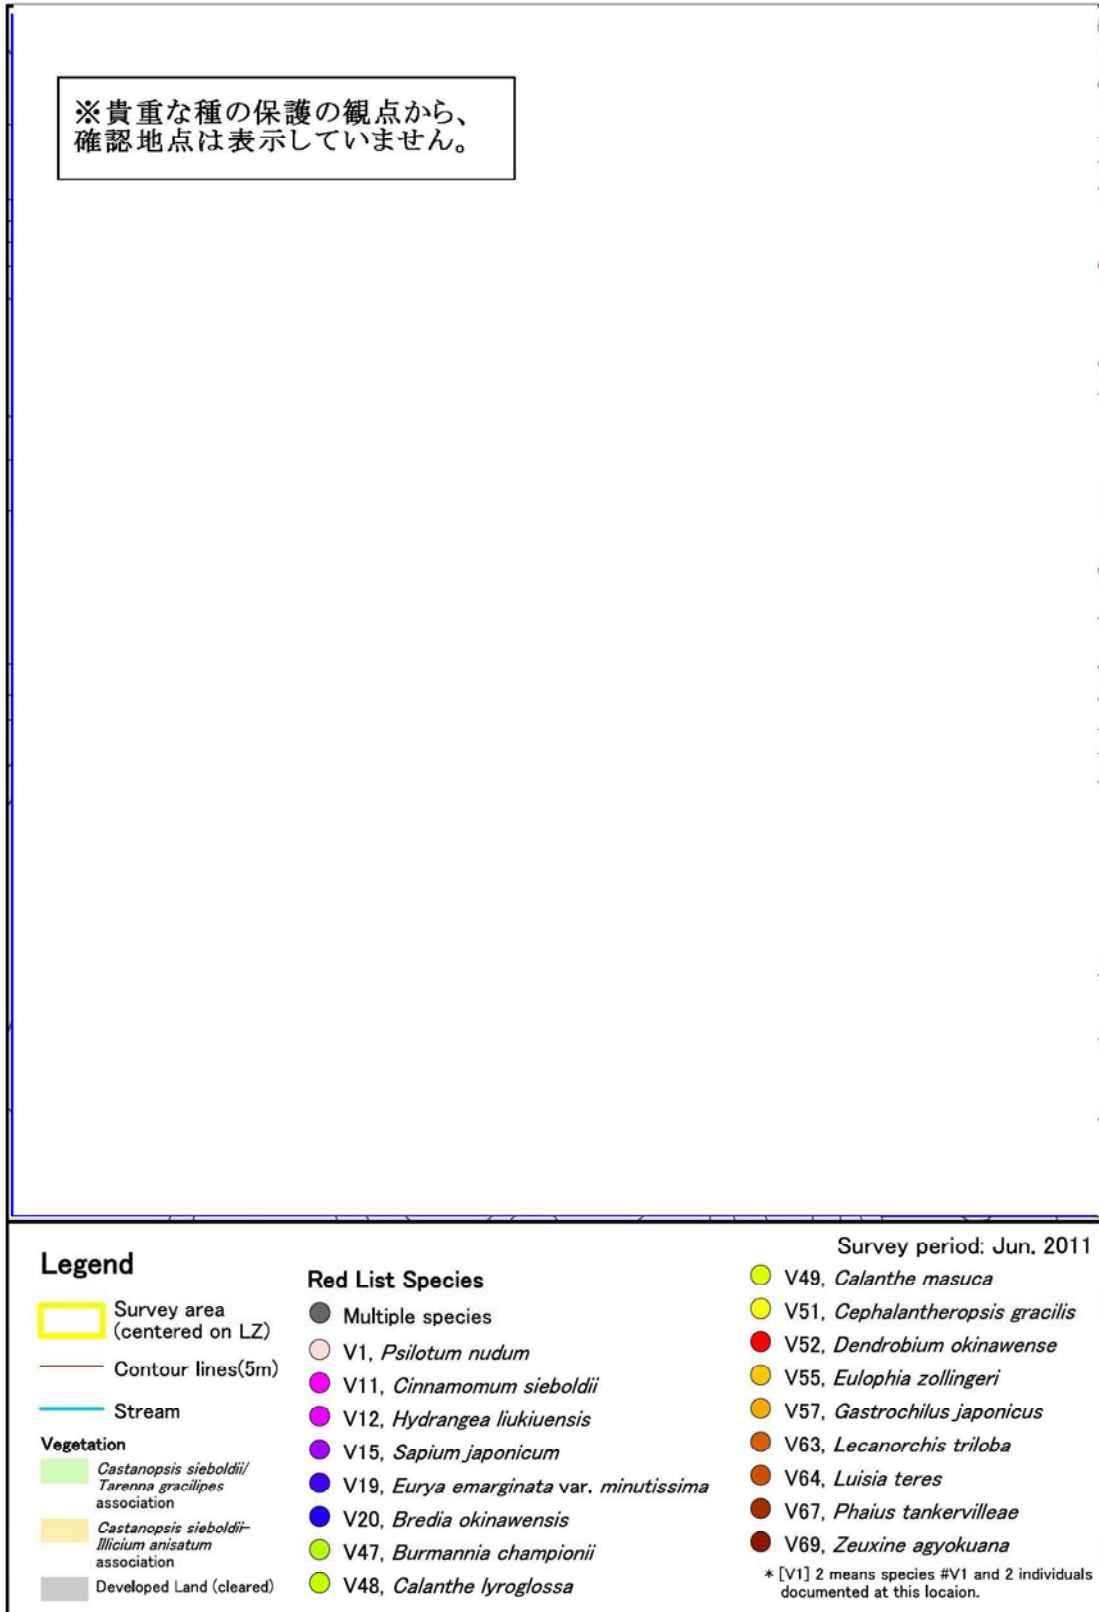 ※貴重な種の保護の観点から、
確認地点は表示していません。
Legend
Survey area
(centered on LZ)
Contour lines(5m)
Stream
Vegetation
Castanopsis sieboldii/
Tarenna gracilipes
association
Castanopsis sieboldii-
Illicium anisatum
association
Developed Land (cleared)
Red List Species
Multiple species
V1, Psilotum nudum
V11, Cinnamomum sieboldii
V12, Hydrangea liukiuensis
V15, Sapium japonicum
V19, Eurya emarginata var. minutissima
V20, Bredia okinawensis
V47, Burmannia championii
V48, Calanthe lyroglossa
Survey period: Jun, 2011
V49, Calanthe masuca
V51, Cephalantheropsis gracilis
V52, Dendrobium okinawense
V55, Eulophia zollingeri
V57, Gastrochilus japonicus
V63, Lecanorchis triloba
V64, Luisia teres
V67, Phaius tankervilleae
V69, Zeuxine agyokuana
* [V1] 2 means species #V1 and 2 individuals
documented at this locaion.